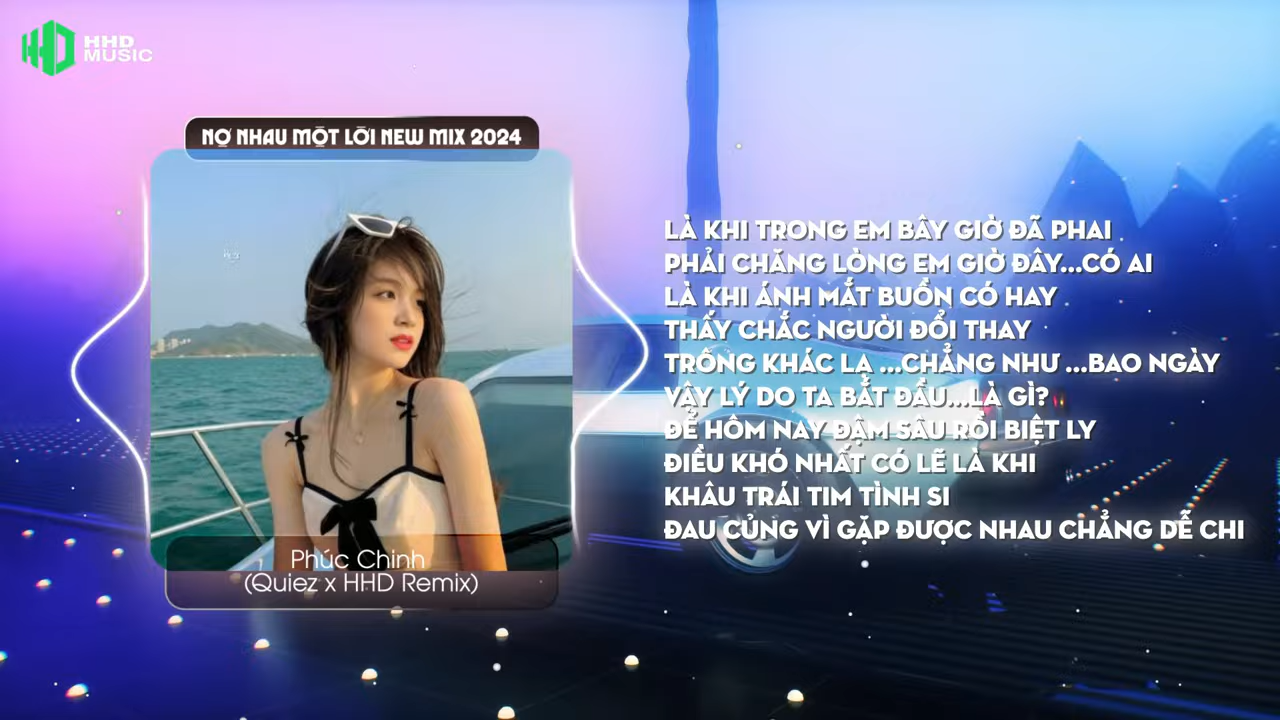 HHD
MUSIC
NỢ NHAU MỘT LỜI NEW MIX 2024
Phúc Chinh
(Quiez x HHD Remix)
LÀ KHI TRONG EM BÂY GIỜ ĐÃ PHAI
PHẢI CHĂNG LÒNG EM GIỜ ĐÂY...CÓ AI
LÀ KHI ÁNH MẮT BUỒN CÓ HAY
THẤY CHẮC NGƯỜI ĐỔI THAY
TRÔNG KHÁC LẠ ...CHẲNG NHƯ ...BAO NGÀY
VẬY LÝ DO TA BẮT ĐẦU...LÀ GÌ?
ĐỂ HÔM NAY ĐẬM SÂU RỒI BIỆT LY
ĐIỀU KHÓ NHẤT CÓ LẼ LÀ KHI
KHÂU TRÁI TIM TÌNH SI
ĐAU CỦNG VÌ GẶP ĐƯỢC NHAU CHẲNG DỄ CHI